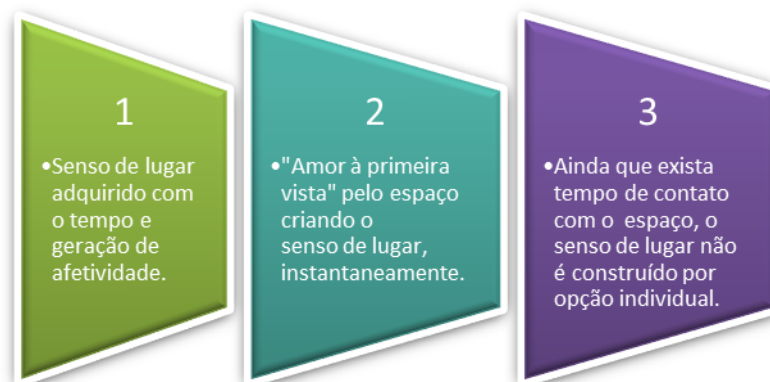 1
•Senso de lugar
adquirido com
o tempo e
geração de
afetividade.
2
•"Amor à primeira
vista" pelo espaço
criando o
senso de lugar,
instantaneamente.
3
•Ainda que exista
tempo de contato
com o espaço, o
senso de lugar não
é construído por
opção individual.